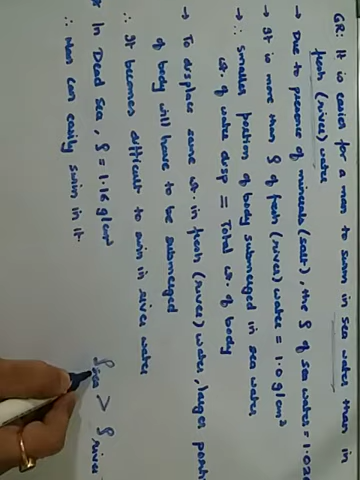 GR: It is easier for a man to swim in sea water than in
fresh (river) water
→ Due to presence of minerals (salt), the ρ of sea water = 1.026
→ It is more than ρ of fresh (river) water = 1.0 g/cm³
→ ∴ smaller portion of body submerged in sea water
wt. of water disp = Total wt. of body
→ To displace same wt. in fresh (river) water, larger
of body will have to be submerged
∴ It becomes difficult to swim in river water
* In Dead Sea, ρ = 1.16 g/cm³
∴ Man can easily swim in it.
ρ sea > ρ river